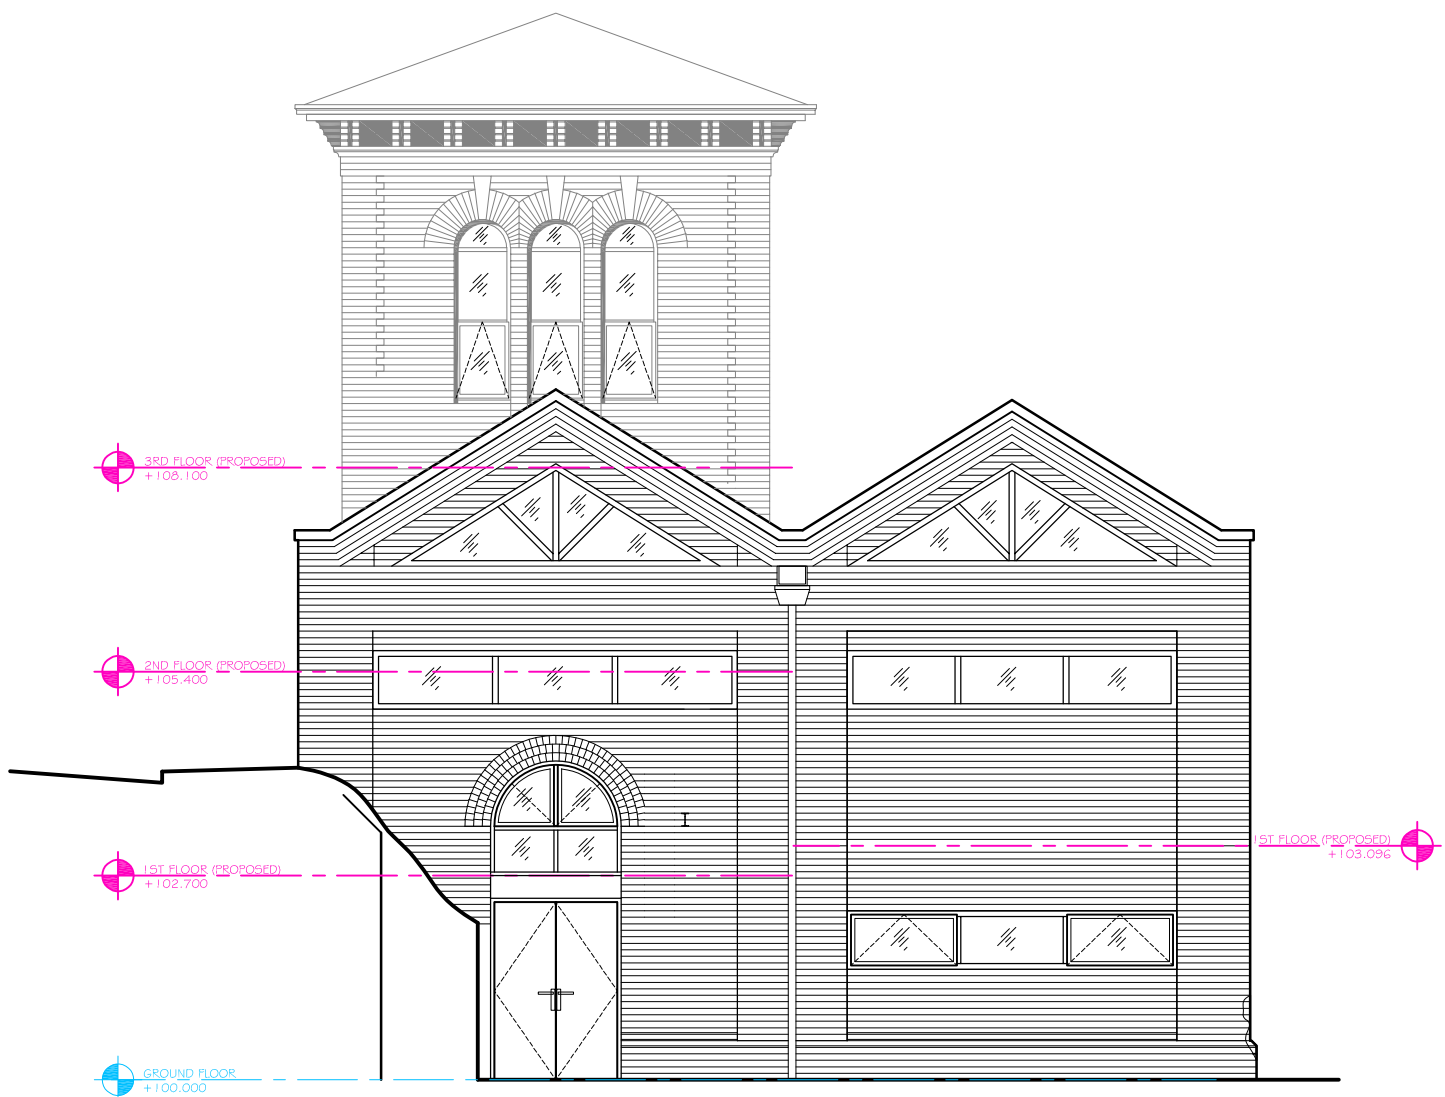 3RD FLOOR (PROPOSED)
+108.100
2ND FLOOR (PROPOSED)
+105.400
1ST FLOOR (PROPOSED)
+103.096
1ST FLOOR (PROPOSED)
+102.700
GROUND FLOOR
+100.000